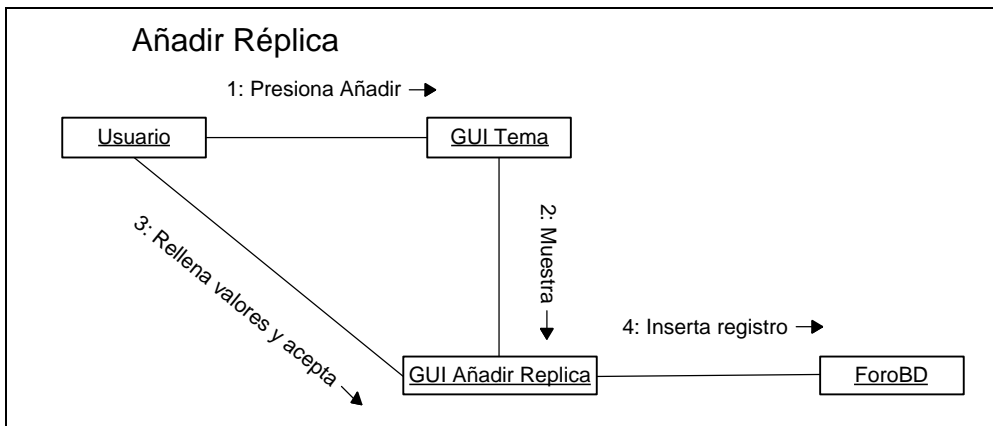 Añadir Réplica
1: Presiona Añadir
Usuario
GUI Tema
2: Muestra
3: Rellena valores y acepta
4: Inserta registro
GUI Añadir Replica
ForoBD